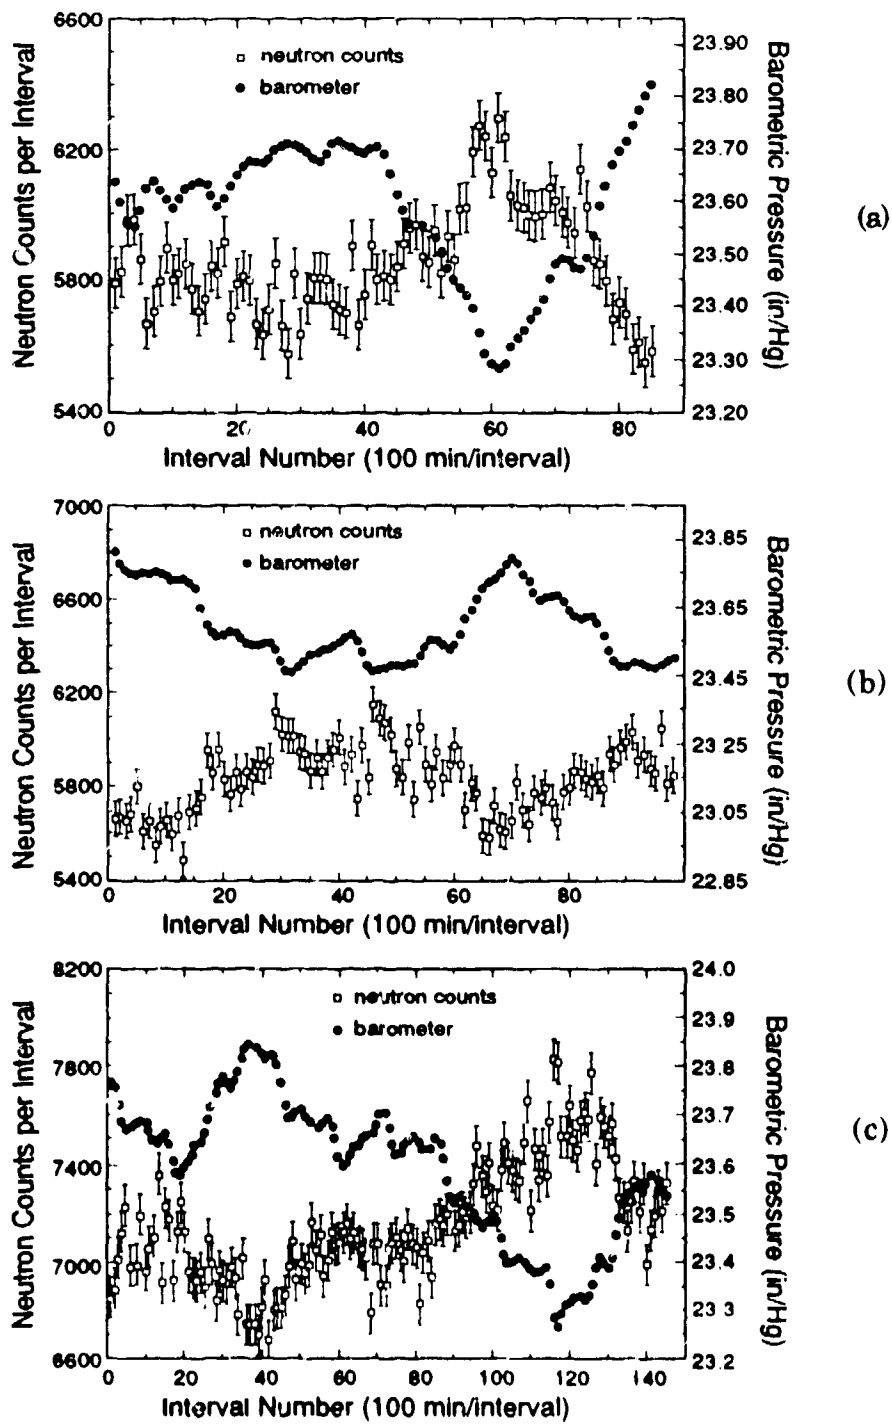 6600
6200
5800
5400
Neutron Counts per Interval
neutron counts
barometer
23.90
23.80
23.70
23.60
23.50
23.40
23.30
23.20
Barometric Pressure (in/Hg)
(a)
0 20 40 60 80
Interval Number (100 min/interval)
7000
6600
6200
5800
5400
Neutron Counts per Interval
neutron counts
barometer
23.85
23.65
23.45
23.25
23.05
22.85
Barometric Pressure (in/Hg)
(b)
0 20 40 60 80
Interval Number (100 min/interval)
8200
7800
7400
7000
6600
Neutron Counts per Interval
neutron counts
barometer
24.0
23.9
23.8
23.7
23.6
23.5
23.4
23.3
23.2
Barometric Pressure (in/Hg)
(c)
0 20 40 60 80 100 120 140
Interval Number (100 min/interval)